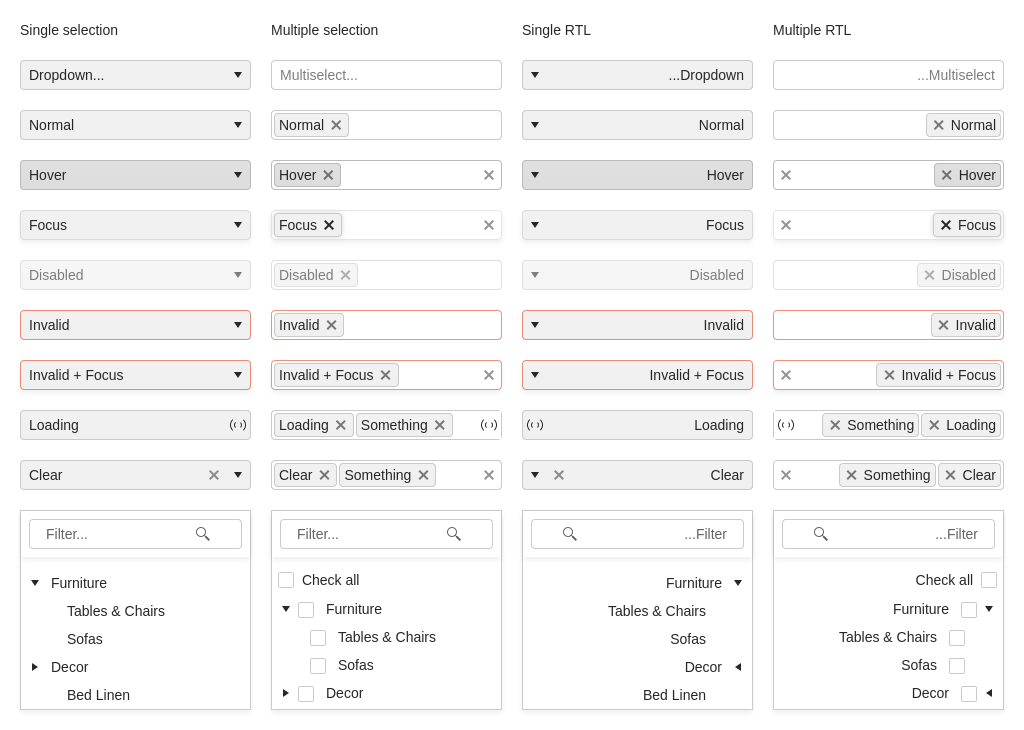 Single selection
Multiple selection
Single RTL
Multiple RTL
Dropdown...
Multiselect...
...Dropdown
...Multiselect
Normal
Normal
Normal
Normal
Hover
Hover
Hover
Hover
Focus
Focus
Focus
Focus
Disabled
Disabled
Disabled
Disabled
Invalid
Invalid
Invalid
Invalid
Invalid + Focus
Invalid + Focus
Invalid + Focus
Invalid + Focus
Loading
Loading Something
Loading
Something Loading
Clear
Clear Something
Clear
Something Clear
Filter...
Furniture
Tables & Chairs
Sofas
Decor
Bed Linen
Filter...
Check all
Furniture
Tables & Chairs
Sofas
Decor
...Filter
Furniture
Tables & Chairs
Sofas
Decor
Bed Linen
...Filter
Check all
Furniture
Tables & Chairs
Sofas
Decor